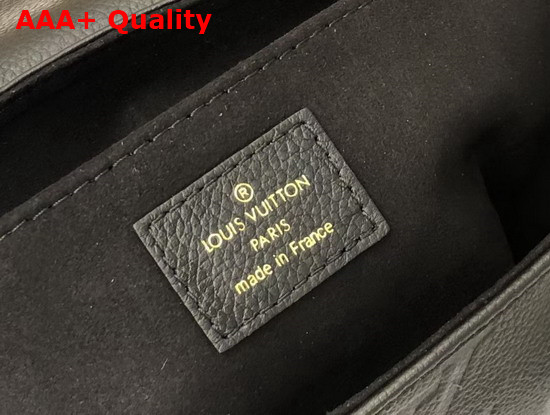 AAA+ Quality
®
LOUIS VUITTON
PARIS
made in France